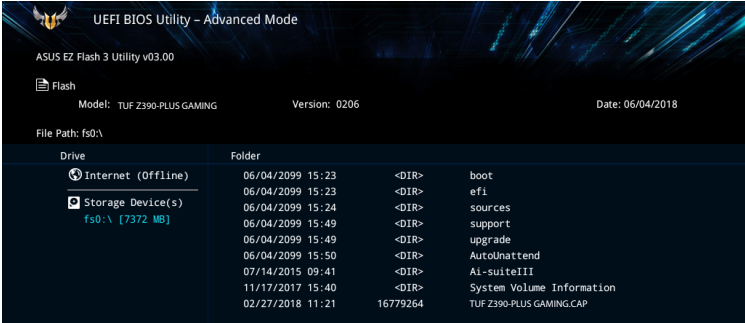 UEFI BIOS Utility – Advanced Mode
ASUS EZ Flash 3 Utility v03.00
Flash
Model: TUF Z390-PLUS GAMING Version: 0206 Date: 06/04/2018
File Path: fs0:\
Drive Folder
Internet (Offline) 06/04/2099 15:23 <DIR> boot
06/04/2099 15:23 <DIR> efi
Storage Device(s) 06/04/2099 15:24 <DIR> sources
fs0:\ [7372 MB] 06/04/2099 15:49 <DIR> support
06/04/2099 15:49 <DIR> upgrade
06/04/2099 15:50 <DIR> AutoUnattend
07/14/2015 09:41 <DIR> Ai-suiteIII
11/17/2017 15:40 <DIR> System Volume Information
02/27/2018 11:21 16779264 TUF Z390-PLUS GAMING.CAP